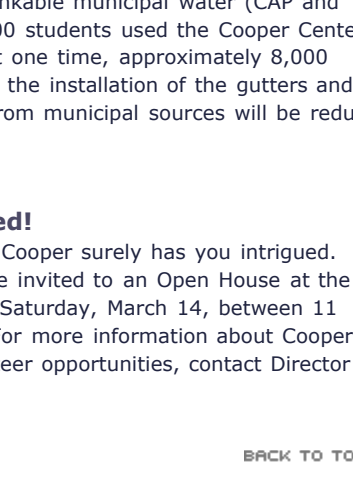 nkable municipal water (CAP and
00 students used the Cooper Cente
t one time, approximately 8,000
the installation of the gutters and
rom municipal sources will be redu
ed!
Cooper surely has you intrigued.
e invited to an Open House at the
Saturday, March 14, between 11
or more information about Cooper
eer opportunities, contact Director
BACK TO TO